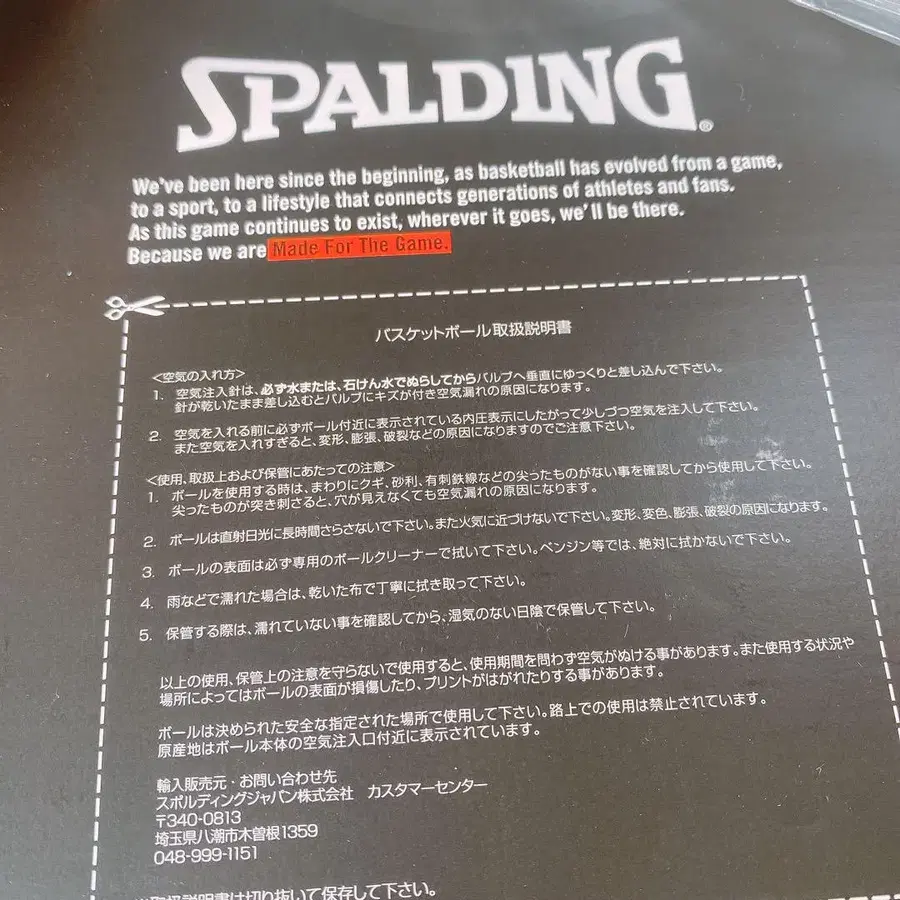 SPALDING®
We've been here since the beginning, as basketball has evolved from a game,
to a sport, to a lifestyle that connects generations of athletes and fans.
As this game continues to exist, wherever it goes, we'll be there.
Because we are Made For The Game.
バスケットボール取扱説明書
<空気の入れ方>
1. 空気注入針は、必ず水または、石けん水でぬらしてからバルブへ垂直にゆっくりと差し込んで下さい。
針が乾いたまま差し込むとバルブにキズが付き空気漏れの原因になります。
2. 空気を入れる前に必ずボール付近に表示されている内圧表示にしたがって少しづつ空気を注入して下さい。
また空気を入れすぎると、変形、膨張、破裂などの原因になりますのでご注意下さい。
<使用、取扱上および保管にあたっての注意>
1. ボールを使用する時は、まわりにクギ、砂利、有刺鉄線などの尖ったものがない事を確認してから使用して下さい。
尖ったものが突き刺さると、穴が見えなくても空気漏れの原因になります。
2. ボールは直射日光に長時間さらさないで下さい。また火気に近づけないで下さい。変形、変色、膨張、破裂の原因になります。
3. ボールの表面は必ず専用のボールクリーナーで拭いて下さい。ベンジン等では、絶対に拭かないで下さい。
4. 雨などで濡れた場合は、乾いた布で丁寧に拭き取って下さい。
5. 保管する際は、濡れていない事を確認してから、湿気のない日陰で保管して下さい。
以上の使用、保管上の注意を守らないで使用すると、使用期間を問わず空気がぬける事があります。また使用する状況や
場所によってはボールの表面が損傷したり、プリントがはがれたりする事があります。
ボールは決められた安全な指定された場所で使用して下さい。路上での使用は禁止されています。
原産地はボール本体の空気注入口付近に表示されています。
輸入販売元・お問い合わせ先
スポルディングジャパン株式会社 カスタマーセンター
〒340-0813
埼玉県八潮市木曽根1359
048-999-1151
※取扱説明書は切り抜いて保存して下さい。